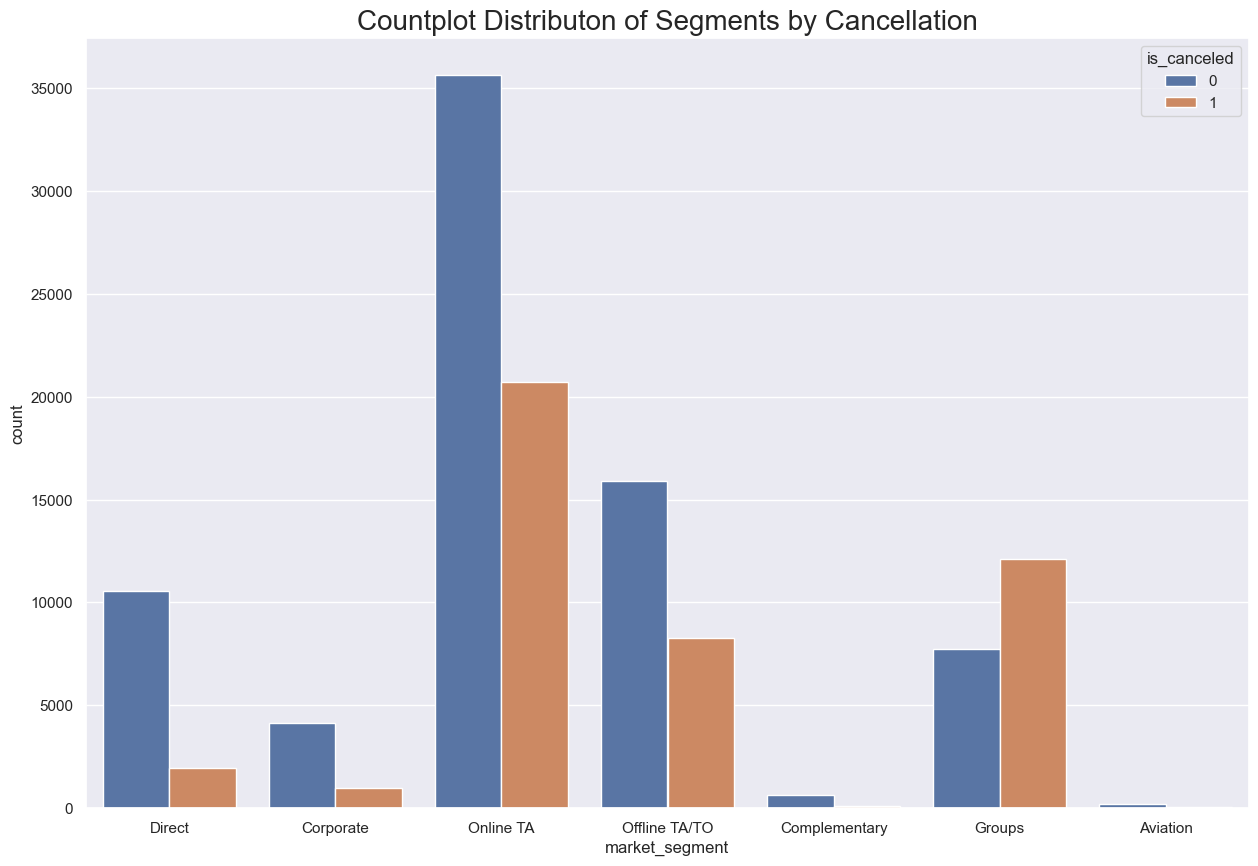 Countplot Distributon of Segments by Cancellation
is_canceled
0
1
35000
30000
25000
20000
15000
10000
5000
0
count
Direct Corporate Online TA Offline TA/TO Complementary Groups Aviation
market_segment